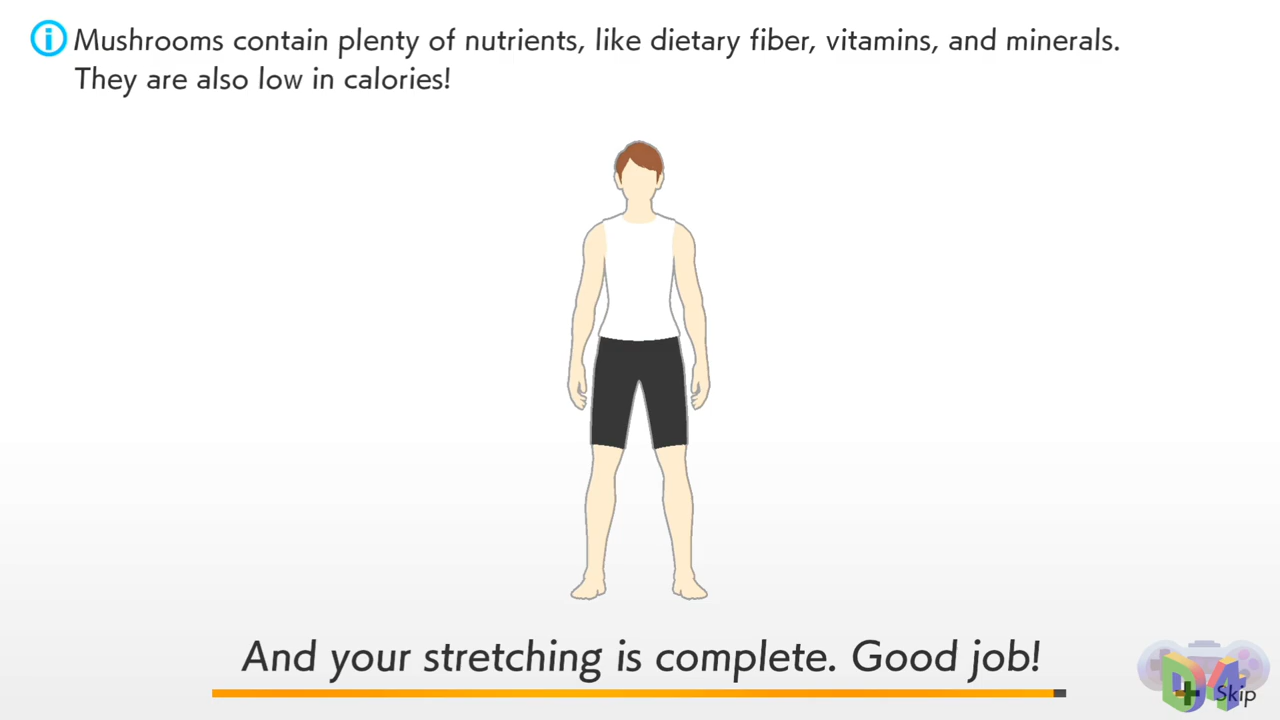 Mushrooms contain plenty of nutrients, like dietary fiber, vitamins, and minerals.
They are also low in calories!
And your stretching is complete. Good job!
Skip